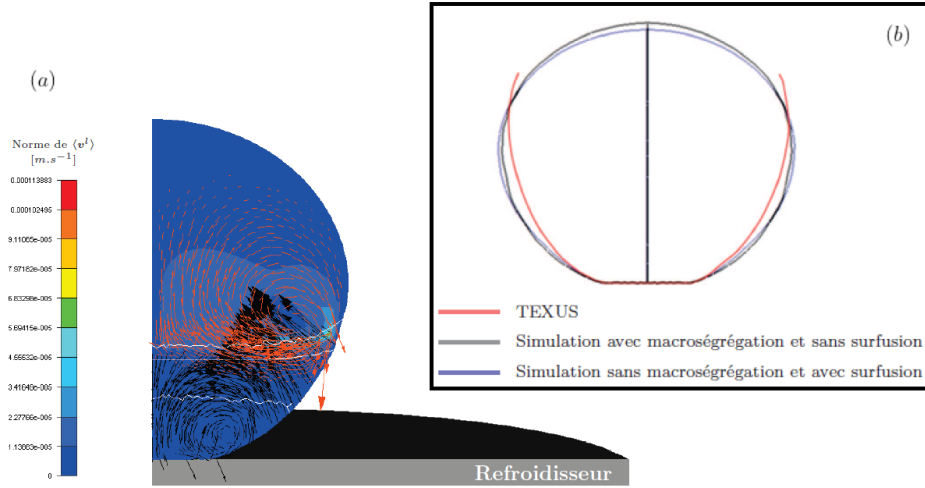 (a)
Norme de ⟨v^l⟩
[m.s⁻¹]
0.000113883
0.000102495
9.11065e-005
7.97182e-005
6.83298e-005
5.69415e-005
4.55532e-005
3.41649e-005
2.27766e-005
1.13883e-005
0
Refroidisseur
(b)
TEXUS
Simulation avec macroségrégation et sans surfusion
Simulation sans macroségrégation et avec surfusion